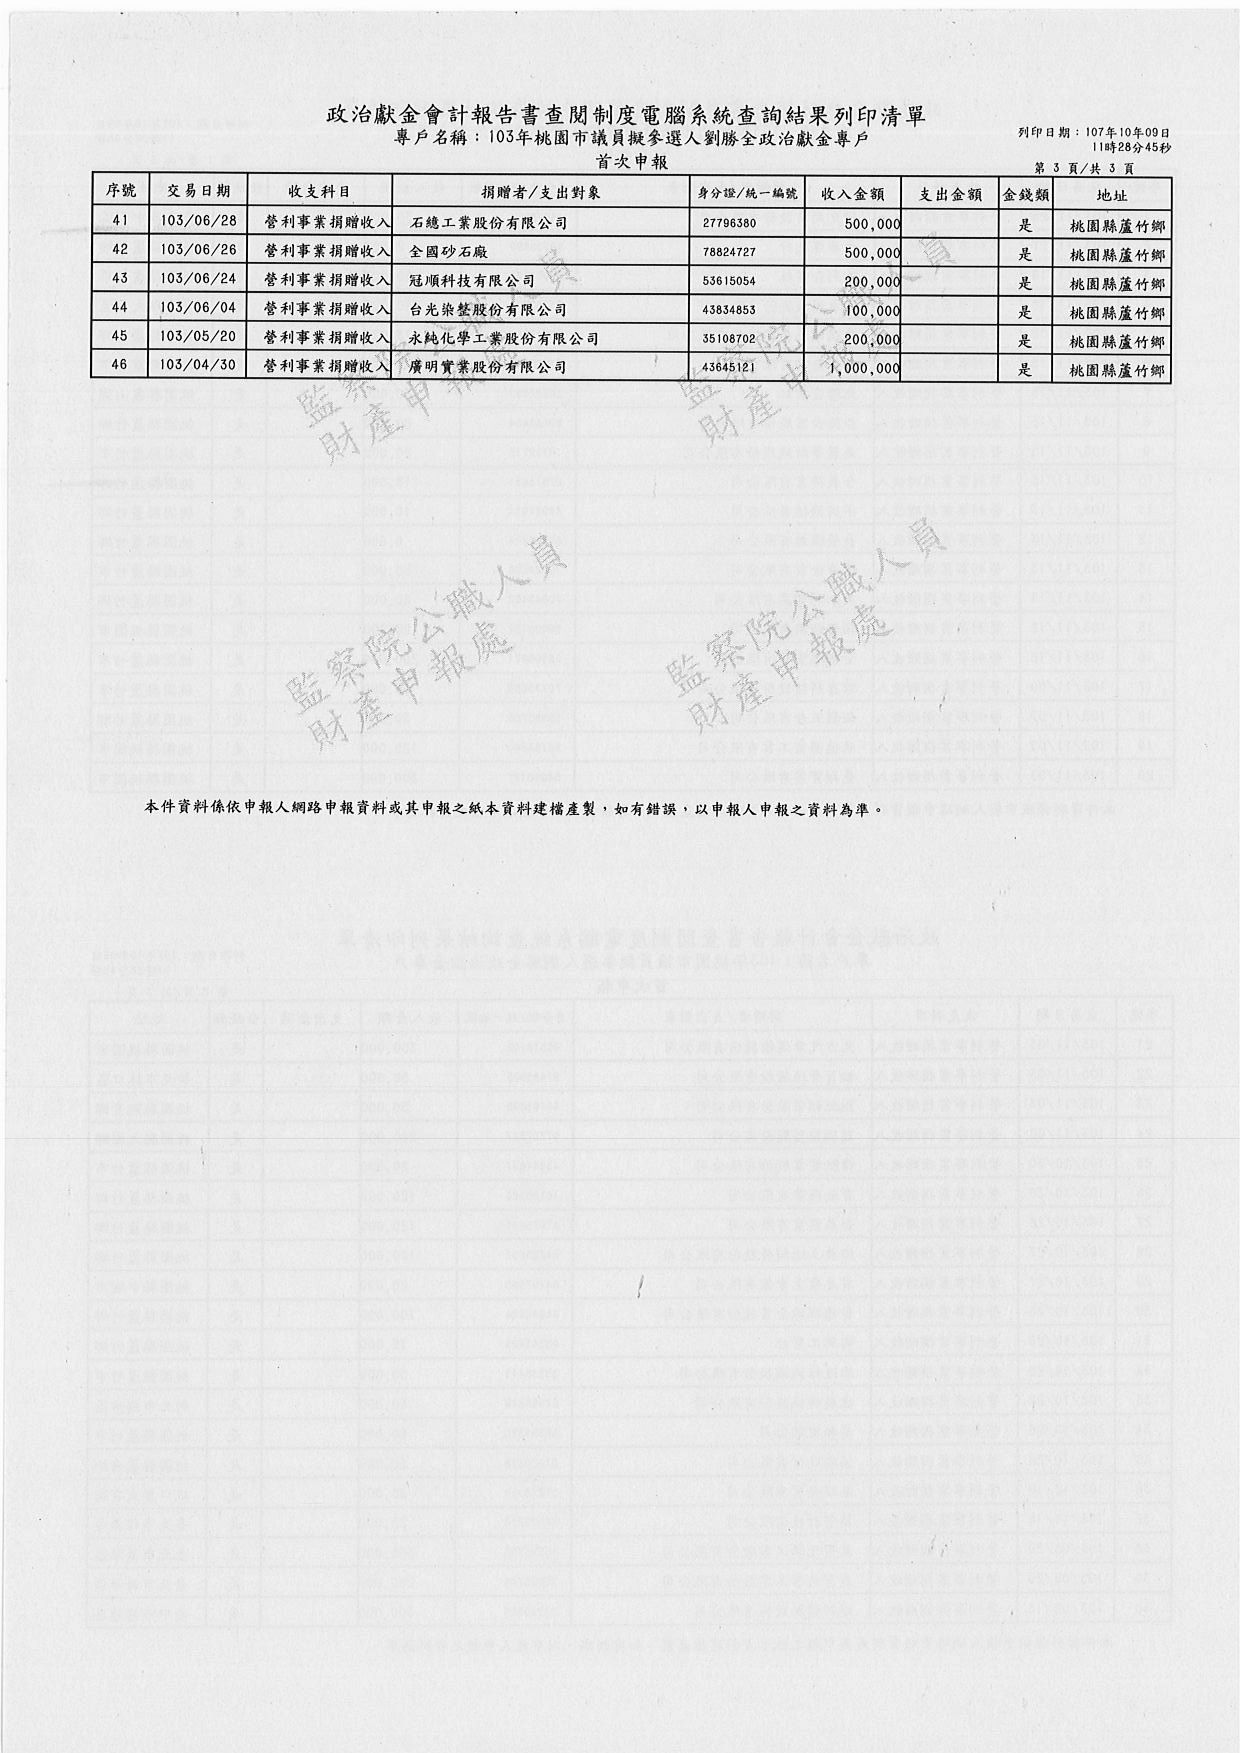 政治獻金會計報告書查閱制度電腦系統查詢結果列印清單
專戶名稱：103年桃園市議員擬參選人劉勝全政治獻金專戶
首次申報
列印日期：107年10年09日
11時28分45秒
第 3 頁/共 3 頁
序號 交易日期 收支科目 捐贈者/支出對象 身分證/統一編號 收入金額 支出金額 金錢類 地址
41 103/06/28 營利事業捐贈收入 石總工業股份有限公司 27796380 500,000 是 桃園縣蘆竹鄉
42 103/06/26 營利事業捐贈收入 全國砂石廠 78824727 500,000 是 桃園縣蘆竹鄉
43 103/06/24 營利事業捐贈收入 冠順科技有限公司 53615054 200,000 是 桃園縣蘆竹鄉
44 103/06/04 營利事業捐贈收入 台光染整股份有限公司 43834853 100,000 是 桃園縣蘆竹鄉
45 103/05/20 營利事業捐贈收入 永純化學工業股份有限公司 35108702 200,000 是 桃園縣蘆竹鄉
46 103/04/30 營利事業捐贈收入 廣明實業股份有限公司 43645121 1,000,000 是 桃園縣蘆竹鄉
監察院公職人員
財產申報處
監察院公職人員
財產申報處
監察院公職人員
財產申報處
監察院公職人員
財產申報處
本件資料係依申報人網路申報資料或其申報之紙本資料建檔產製，如有錯誤，以申報人申報之資料為準。